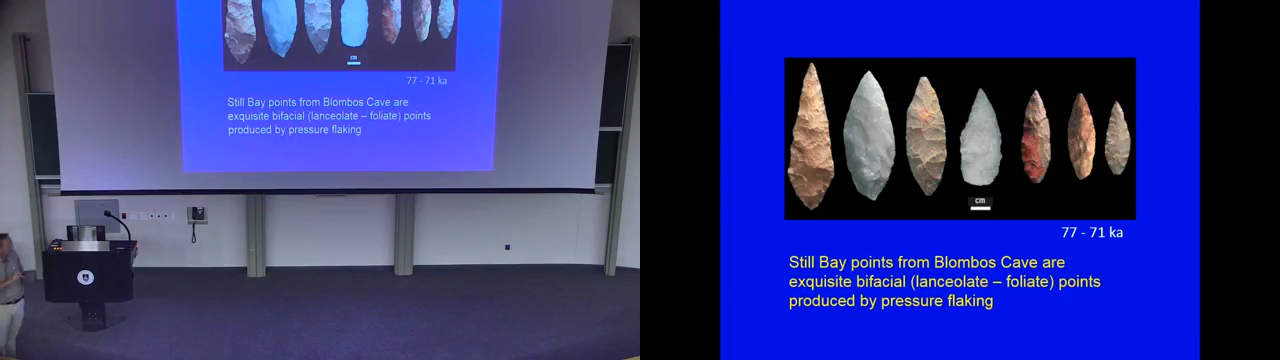 cm
77 - 71 ka
Still Bay points from Blombos Cave are
exquisite bifacial (lanceolate – foliate) points
produced by pressure flaking
cm
77 - 71 ka
Still Bay points from Blombos Cave are
exquisite bifacial (lanceolate – foliate) points
produced by pressure flaking